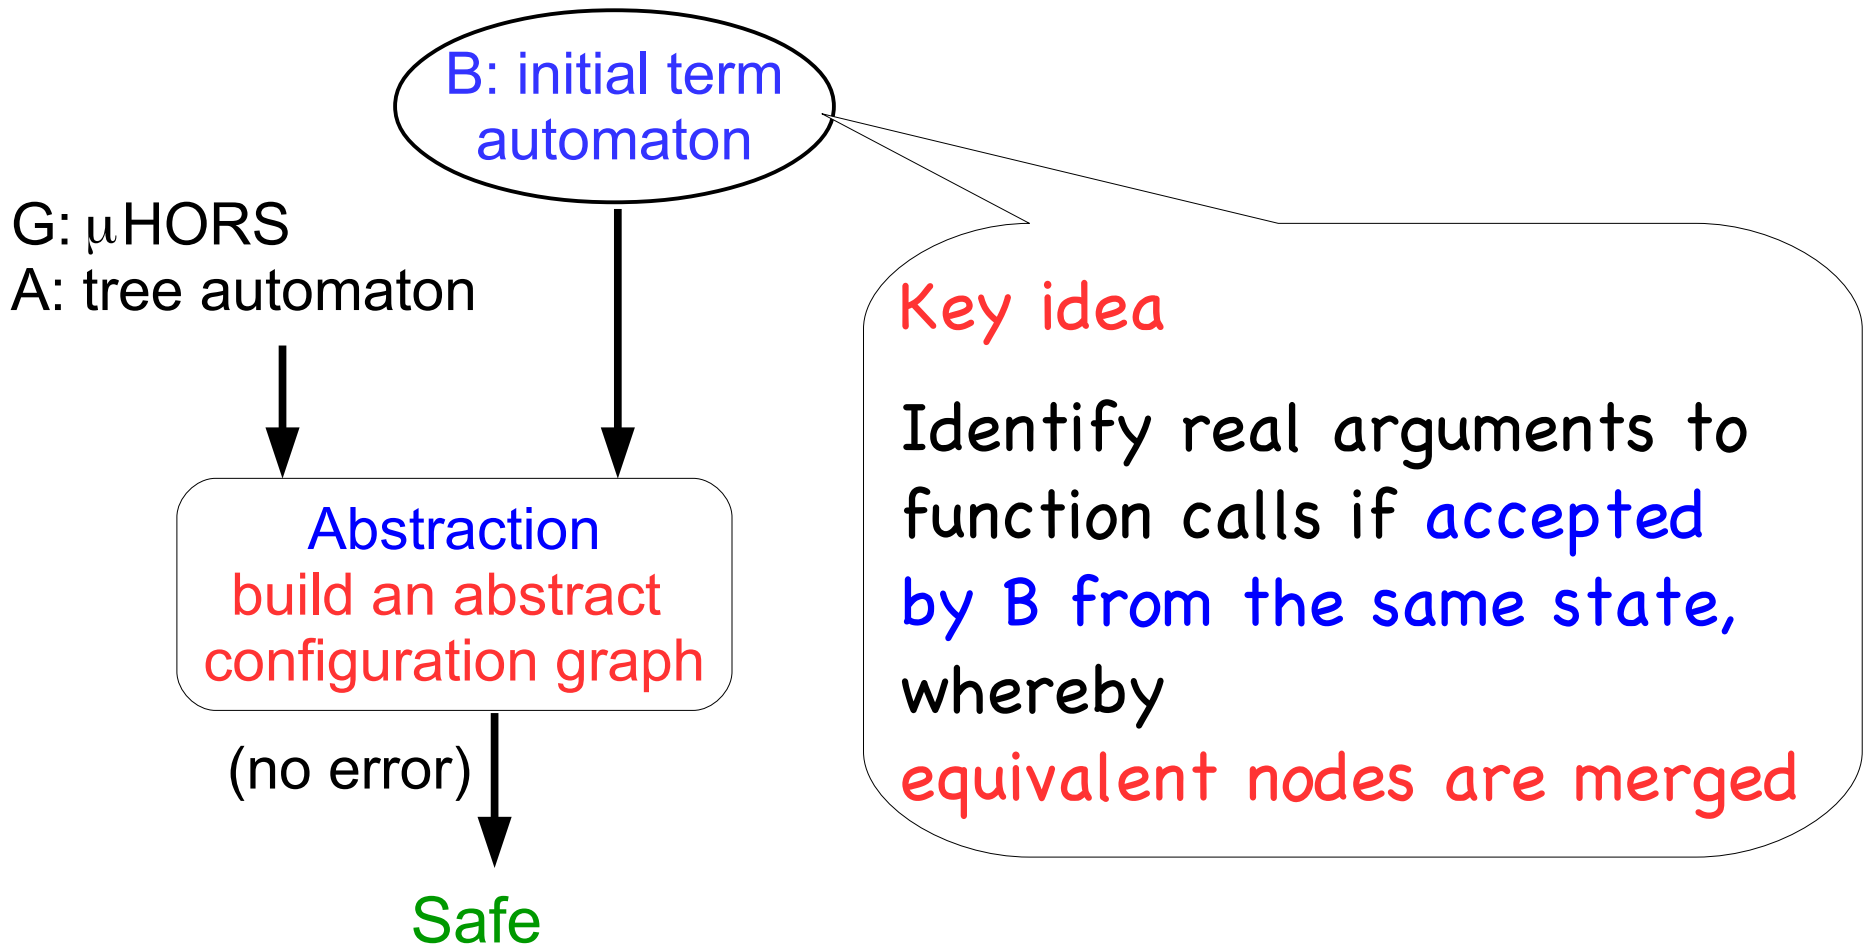 B: initial term
automaton
G: μHORS
A: tree automaton
Key idea
Identify real arguments to
function calls if accepted
by B from the same state,
whereby
equivalent nodes are merged
Abstraction
build an abstract
configuration graph
(no error)
Safe